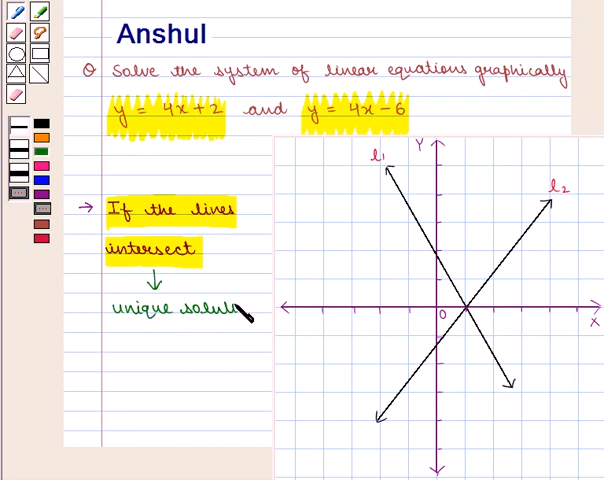 Anshul
Q Solve the system of linear equations graphically
y = 4x+2 and y = 4x-6
→ If the lines
intersect
↓
unique solut
Y
l1
l2
O
X